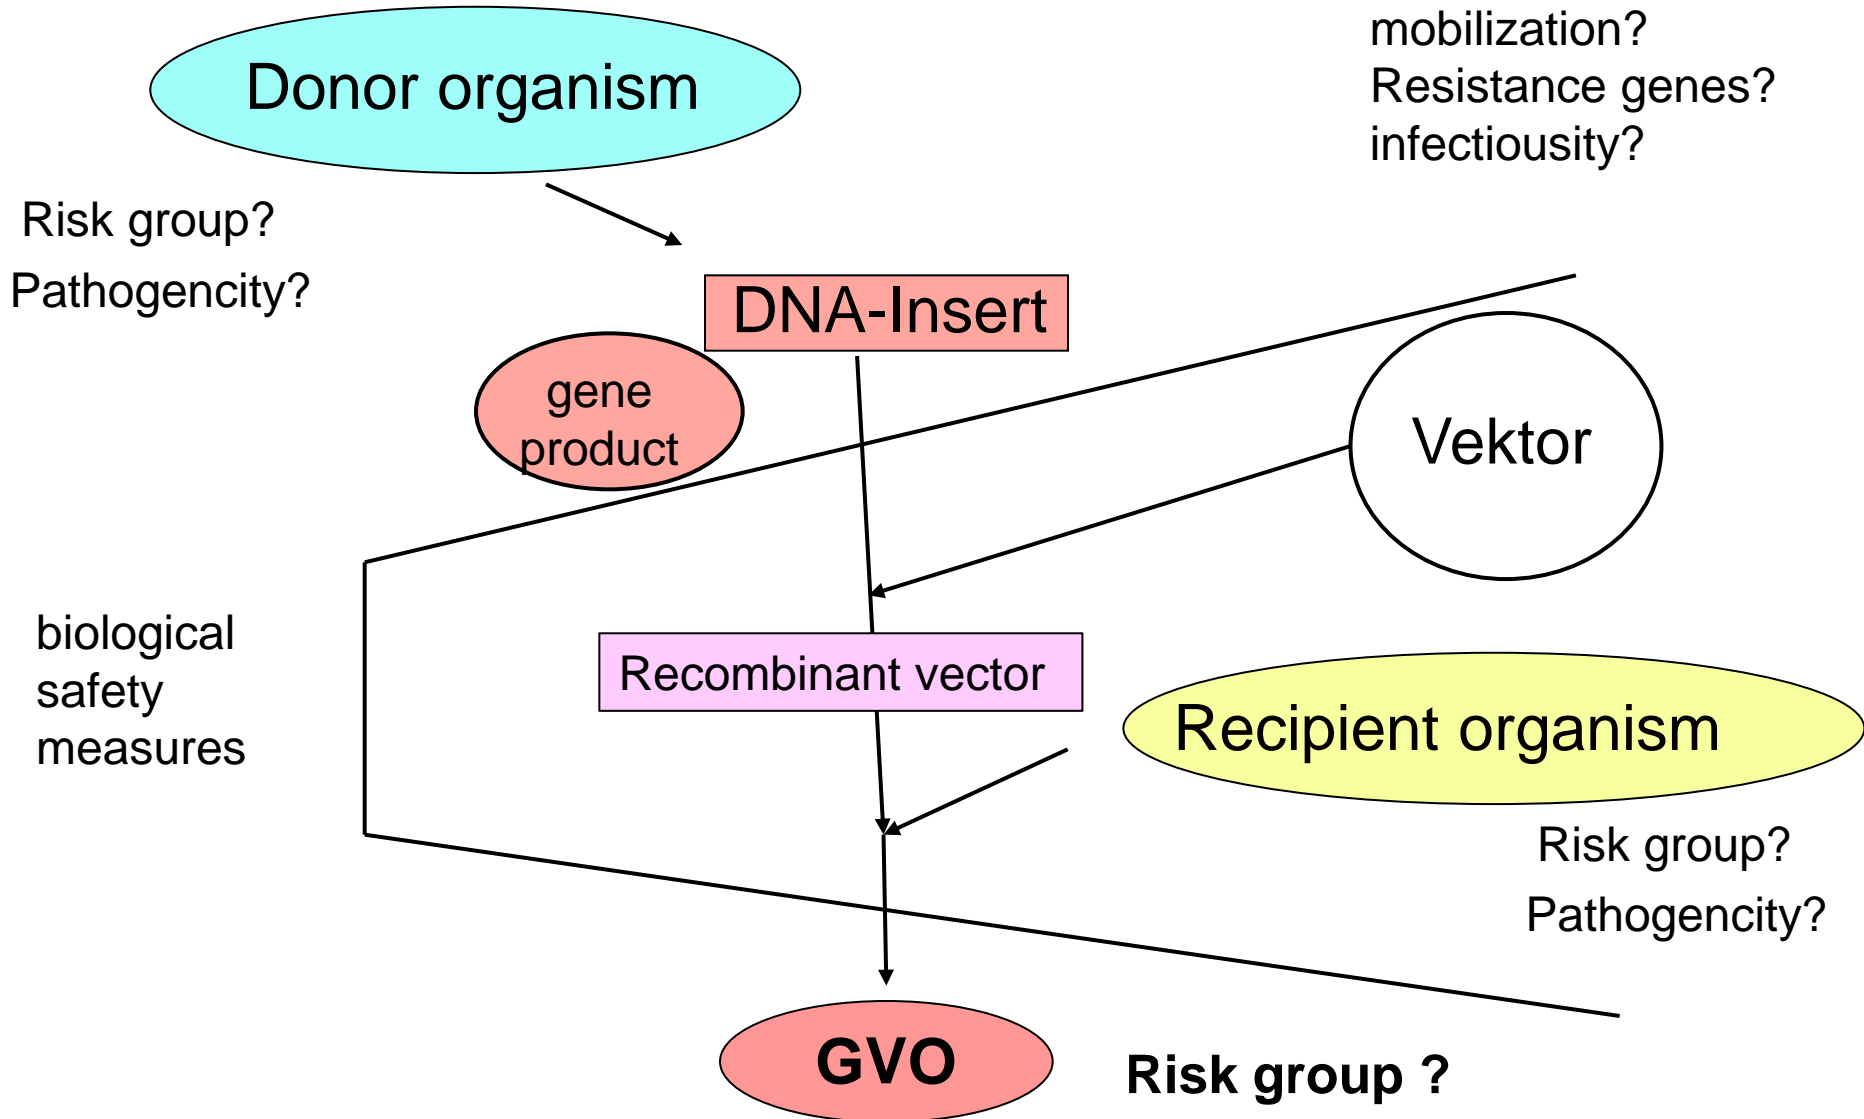 Donor organism
mobilization?
Resistance genes?
infectiousity?
Risk group?
Pathogencity?
DNA-Insert
gene
product
Vektor
biological
safety
measures
Recombinant vector
Recipient organism
Risk group?
Pathogencity?
GVO
Risk group ?